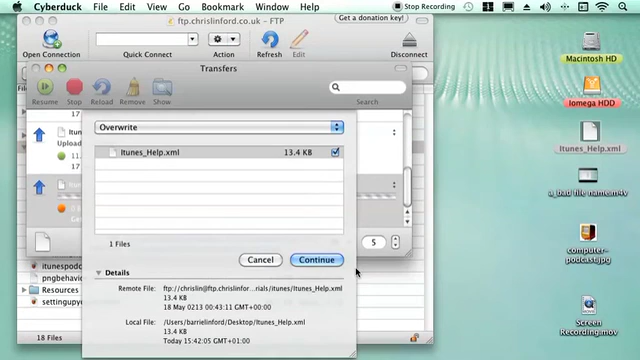 Cyberduck File Edit View Go Bookmark Window Help Stop Recording
ftp.chrislinford.co.uk – FTP
Get a donation key!
Open Connection Quick Connect Action Refresh Edit Disconnect
Transfers
Resume Stop Reload Remove Show Search
Overwrite
Itunes_Help.xml 13.4 KB
1 Files
Cancel Continue
5
Details
Remote File: ftp://chrislin@ftp.chrisinfor...rials/itunes/Itunes_Help.xml
13.4 KB
18 May 0213 00:43:11 GMT+00:00
Local File: /Users/barrielinford/Desktop/Itunes_Help.xml
13.4 KB
Today 15:42:05 GMT+01:00
itunespodc
pngbehavic
Resources
settingupyo
18 Files
Macintosh HD
Iomega HDD
Itunes_Help.xml
a_bad file namem4v
computer-
podcast.jpg
Screen
Recording.mov